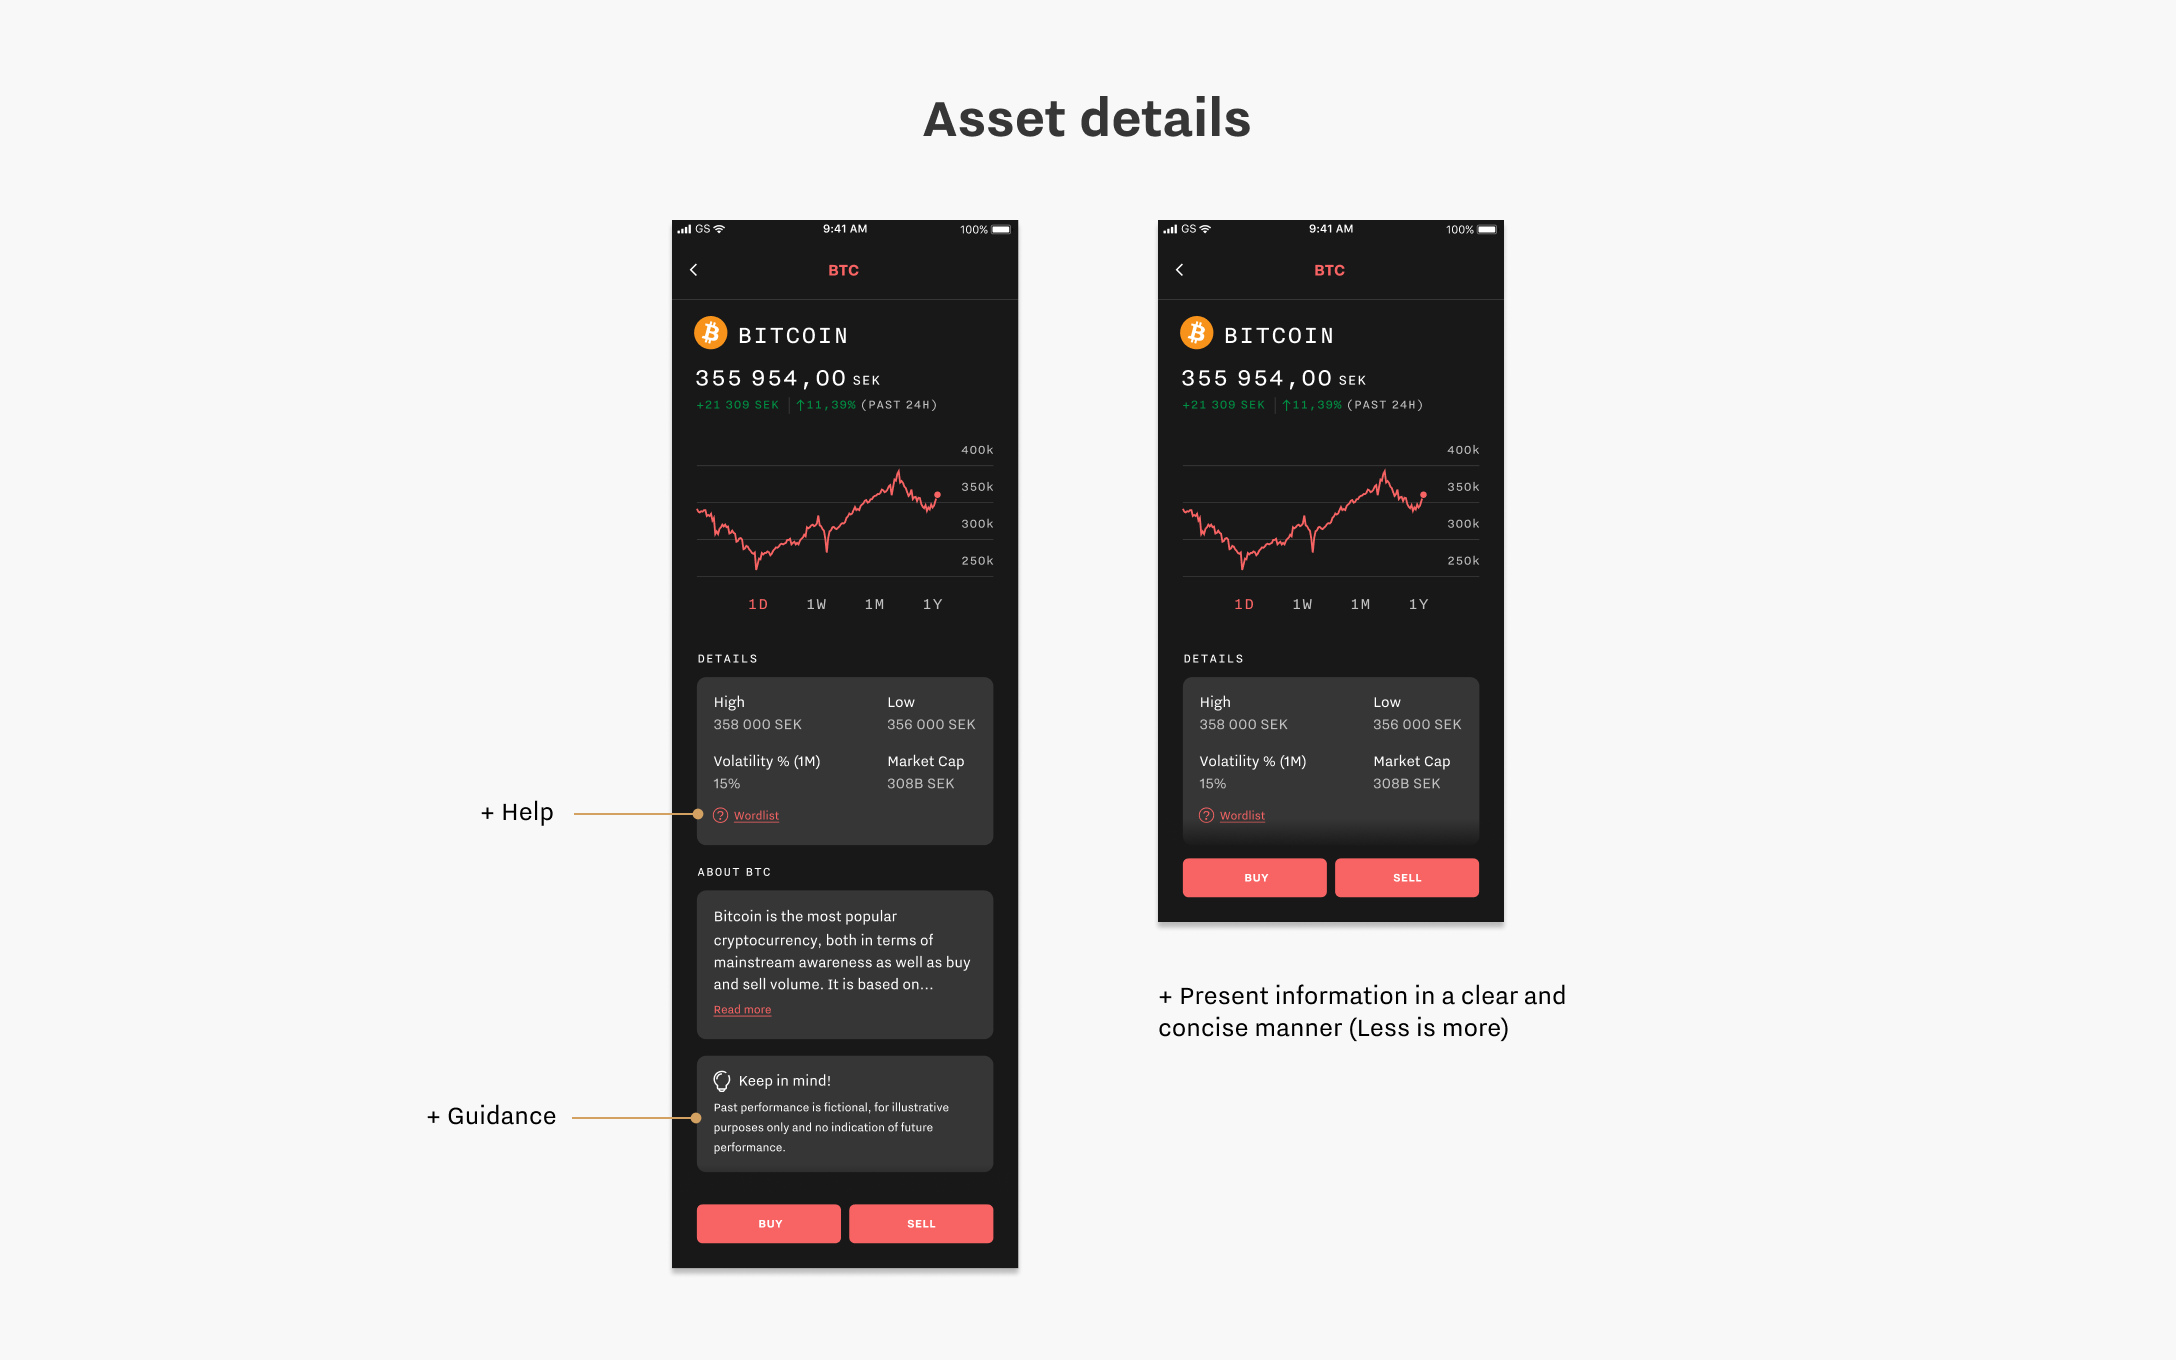 Asset details
GS
9:41 AM
100%
BTC
BITCOIN
355 954,00 SEK
+21 309 SEK ↑11,39% (PAST 24H)
400k
350k
300k
250k
1D 1W 1M 1Y
DETAILS
High Low
358 000 SEK 356 000 SEK
Volatility % (1M) Market Cap
15% 308B SEK
Wordlist
ABOUT BTC
Bitcoin is the most popular
cryptocurrency, both in terms of
mainstream awareness as well as buy
and sell volume. It is based on...
Read more
Keep in mind!
Past performance is fictional, for illustrative
purposes only and no indication of future
performance.
BUY SELL
+ Help
+ Guidance
GS
9:41 AM
100%
BTC
BITCOIN
355 954,00 SEK
+21 309 SEK ↑11,39% (PAST 24H)
400k
350k
300k
250k
1D 1W 1M 1Y
DETAILS
High Low
358 000 SEK 356 000 SEK
Volatility % (1M) Market Cap
15% 308B SEK
Wordlist
BUY SELL
+ Present information in a clear and
concise manner (Less is more)